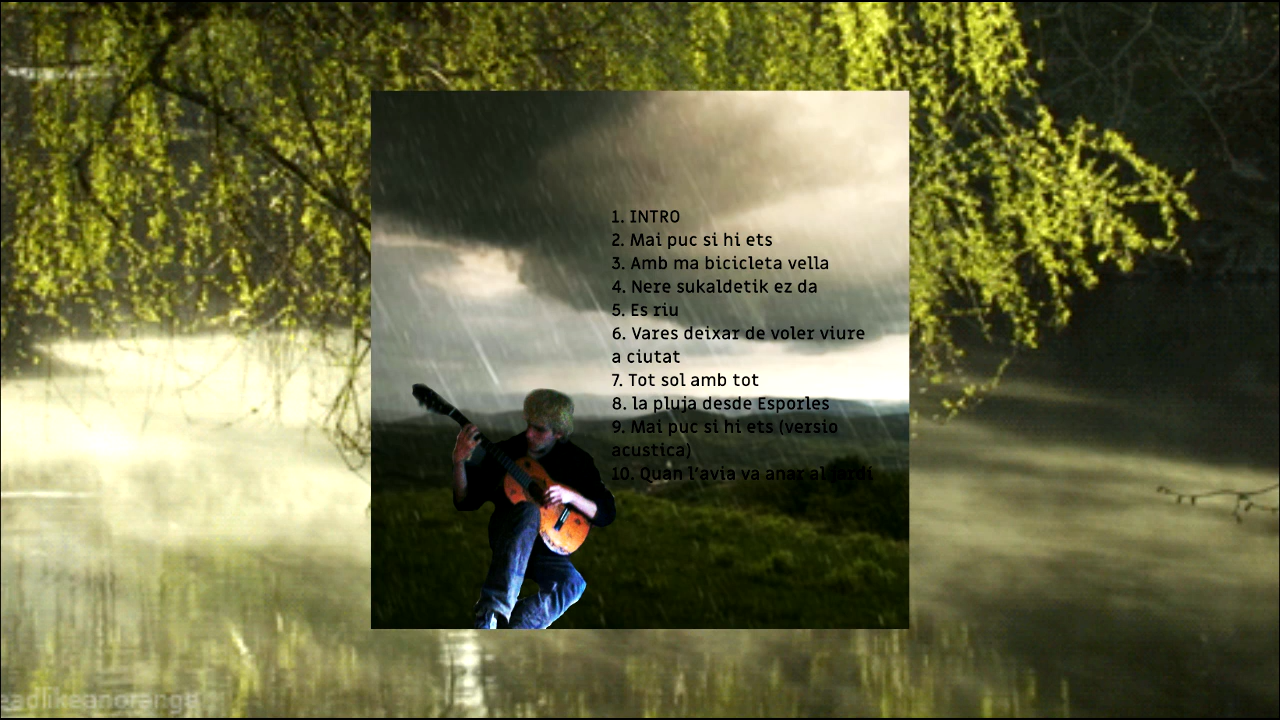 1. INTRO
2. Mai puc si hi ets
3. Amb ma bicicleta vella
4. Nere sukaldetik ez da
5. Es riu
6. Vares deixar de voler viure
a ciutat
7. Tot sol amb tot
8. la pluja desde Esporles
9. Mai puc si hi ets (versio
acustica)
10. Quan l'avia va anar al jardí
eadlikeanorange